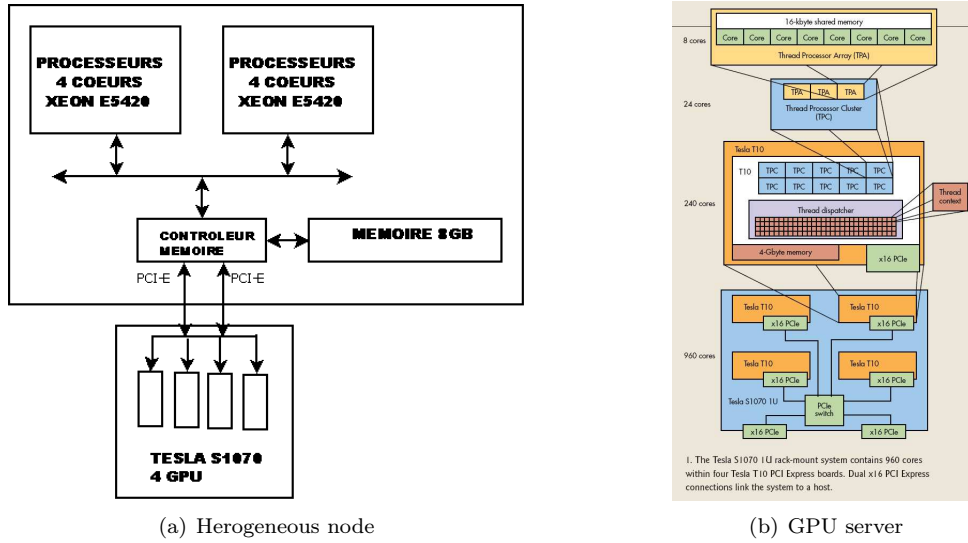 PROCESSEURS
4 COEURS
XEON E5420
PROCESSEURS
4 COEURS
XEON E5420
CONTROLEUR
MEMOIRE
MEMOIRE 8GB
PCI-E
PCI-E
TESLA S1070
4 GPU
(a) Herogeneous node
16-kbyte shared memory
8 cores
Core Core Core Core Core Core Core Core
Thread Processor Array (TPA)
24 cores
TPA TPA TPA
Thread Processor Cluster
(TPC)
Tesla T10
T10
TPC TPC TPC TPC TPC
TPC TPC TPC TPC TPC
Thread
context
240 cores
Thread dispatcher
4-Gbyte memory
x16 PCIe
Tesla T10
Tesla T10
x16 PCIe
x16 PCIe
960 cores
Tesla T10
Tesla T10
x16 PCIe
x16 PCIe
Tesla S1070 1U
PCIe
switch
x16 PCIe
x16 PCIe
1. The Tesla S1070 1U rack-mount system contains 960 cores
within four Tesla T10 PCI Express boards. Dual x16 PCI Express
connections link the system to a host.
(b) GPU server